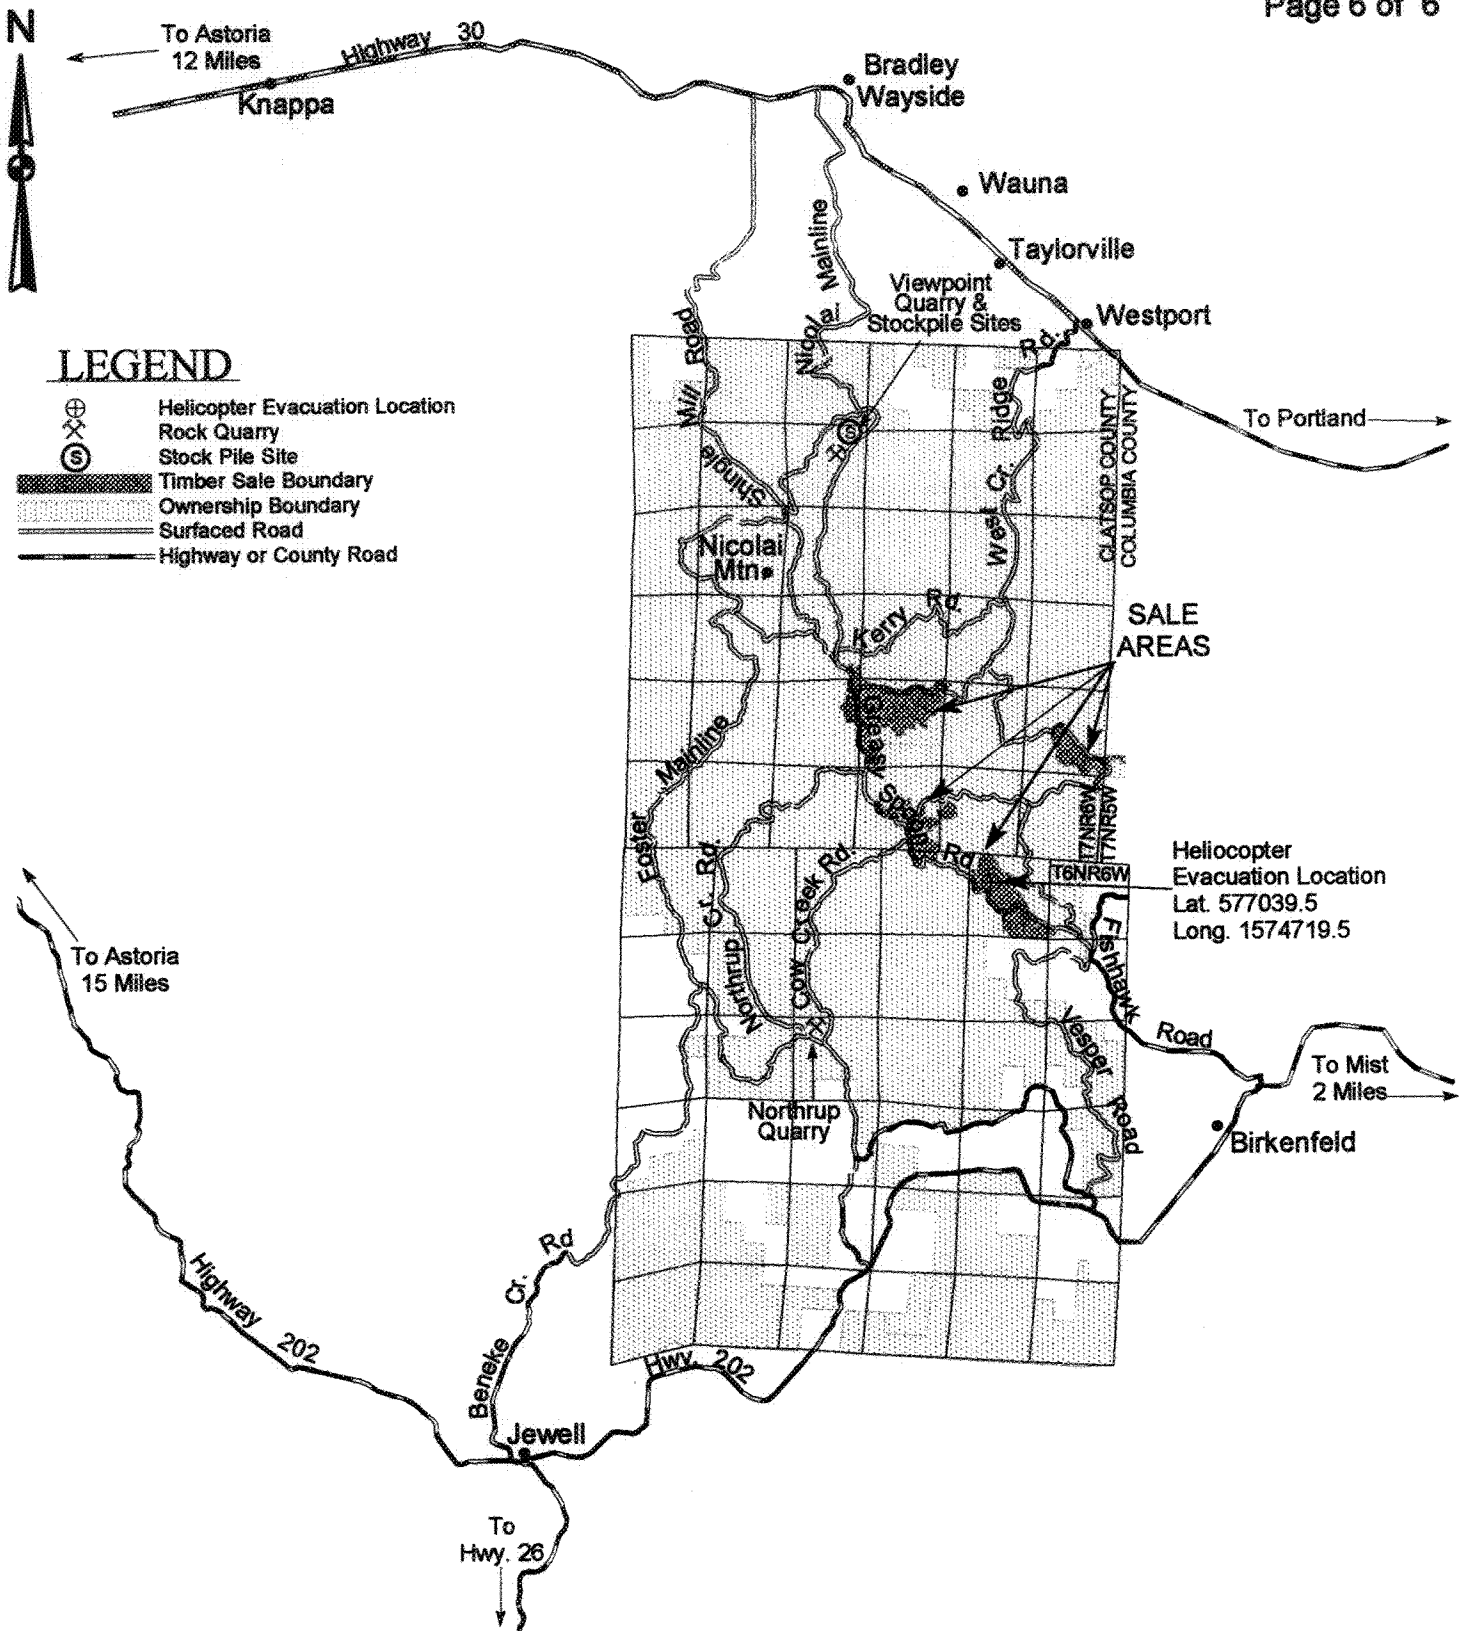 Page 6 of 6
N
To Astoria
12 Miles
Highway 30
Knappa
Bradley
Wayside
Wauna
Taylorville
Westport
Viewpoint
Quarry &
Stockpile Sites
Nicolai Mainline
Mill Road
Shingle
West Cr. Ridge Rd.
CLATSOP COUNTY
COLUMBIA COUNTY
To Portland
LEGEND
Helicopter Evacuation Location
Rock Quarry
S Stock Pile Site
Timber Sale Boundary
Ownership Boundary
Surfaced Road
Highway or County Road
S
Nicolai
Mtn
Kerry Rd.
SALE
AREAS
Greasy Spoon Rd
Foster Mainline
Northrup Cr. Rd.
Cow Creek Rd.
T7NR6W
T7NR5W
T6NR6W
Heliocopter
Evacuation Location
Lat. 577039.5
Long. 1574719.5
To Astoria
15 Miles
Fishhawk Road
Vesper Road
To Mist
2 Miles
Birkenfeld
Northrup
Quarry
Beneke Cr. Rd
Highway 202
Hwy. 202
Jewell
To
Hwy. 26